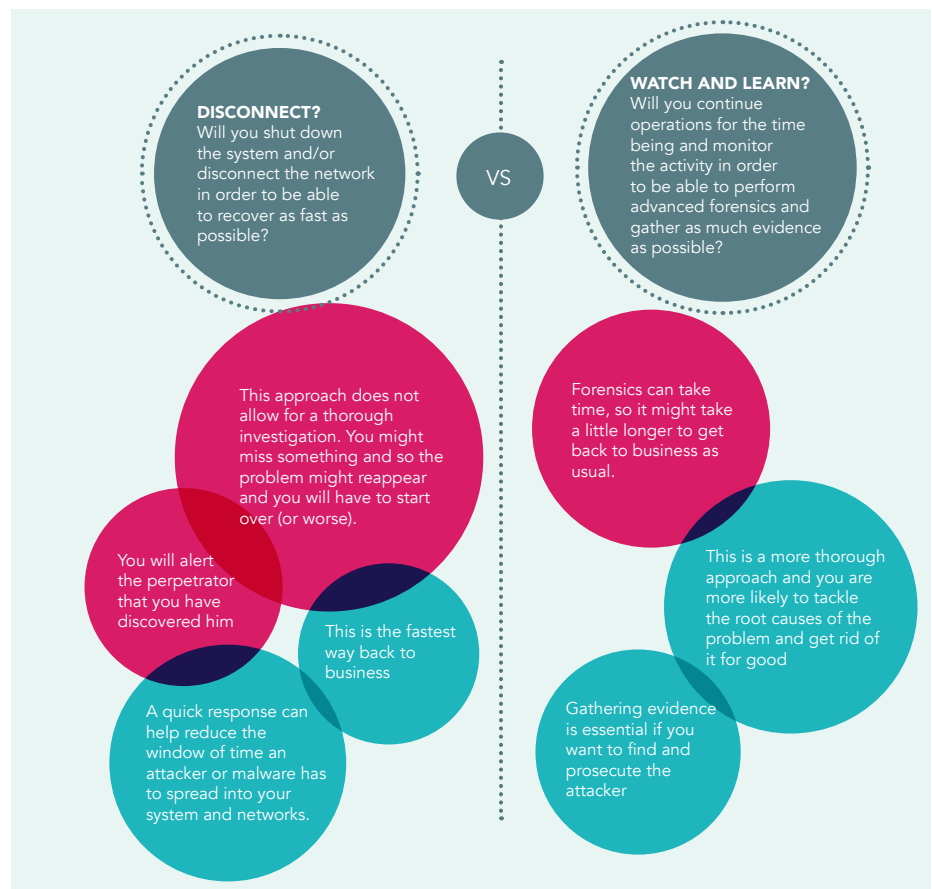 DISCONNECT?
Will you shut down
the system and/or
disconnect the network
in order to be able
to recover as fast as
possible?
VS
WATCH AND LEARN?
Will you continue
operations for the time
being and monitor
the activity in order
to be able to perform
advanced forensics and
gather as much evidence
as possible?
This approach does not
allow for a thorough
investigation. You might
miss something and so the
problem might reappear
and you will have to start
over (or worse).
You will alert
the perpetrator
that you have
discovered him
This is the fastest
way back to
business
A quick response can
help reduce the
window of time an
attacker or malware has
to spread into your
system and networks.
Forensics can take
time, so it might take
a little longer to get
back to business as
usual.
This is a more thorough
approach and you are
more likely to tackle
the root causes of the
problem and get rid of
it for good
Gathering evidence
is essential if you
want to find and
prosecute the
attacker